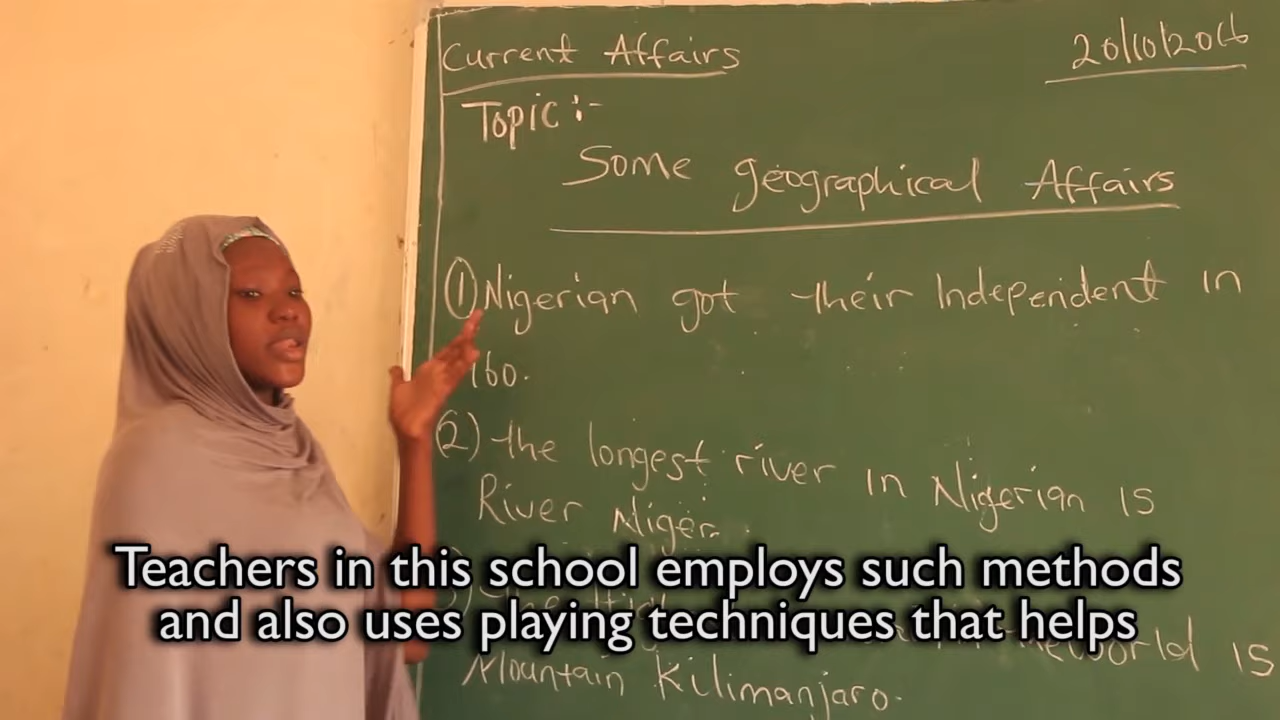 Current Affairs
20/10/2016
Topic :-
Some geographical Affairs
① Nigerian got their Independent in
160.
(2) the longest river in Nigerian is
River Niger.
Teachers in this school employs such methods
and also uses playing techniques that helps
world is
Mountain Kilimanjaro.